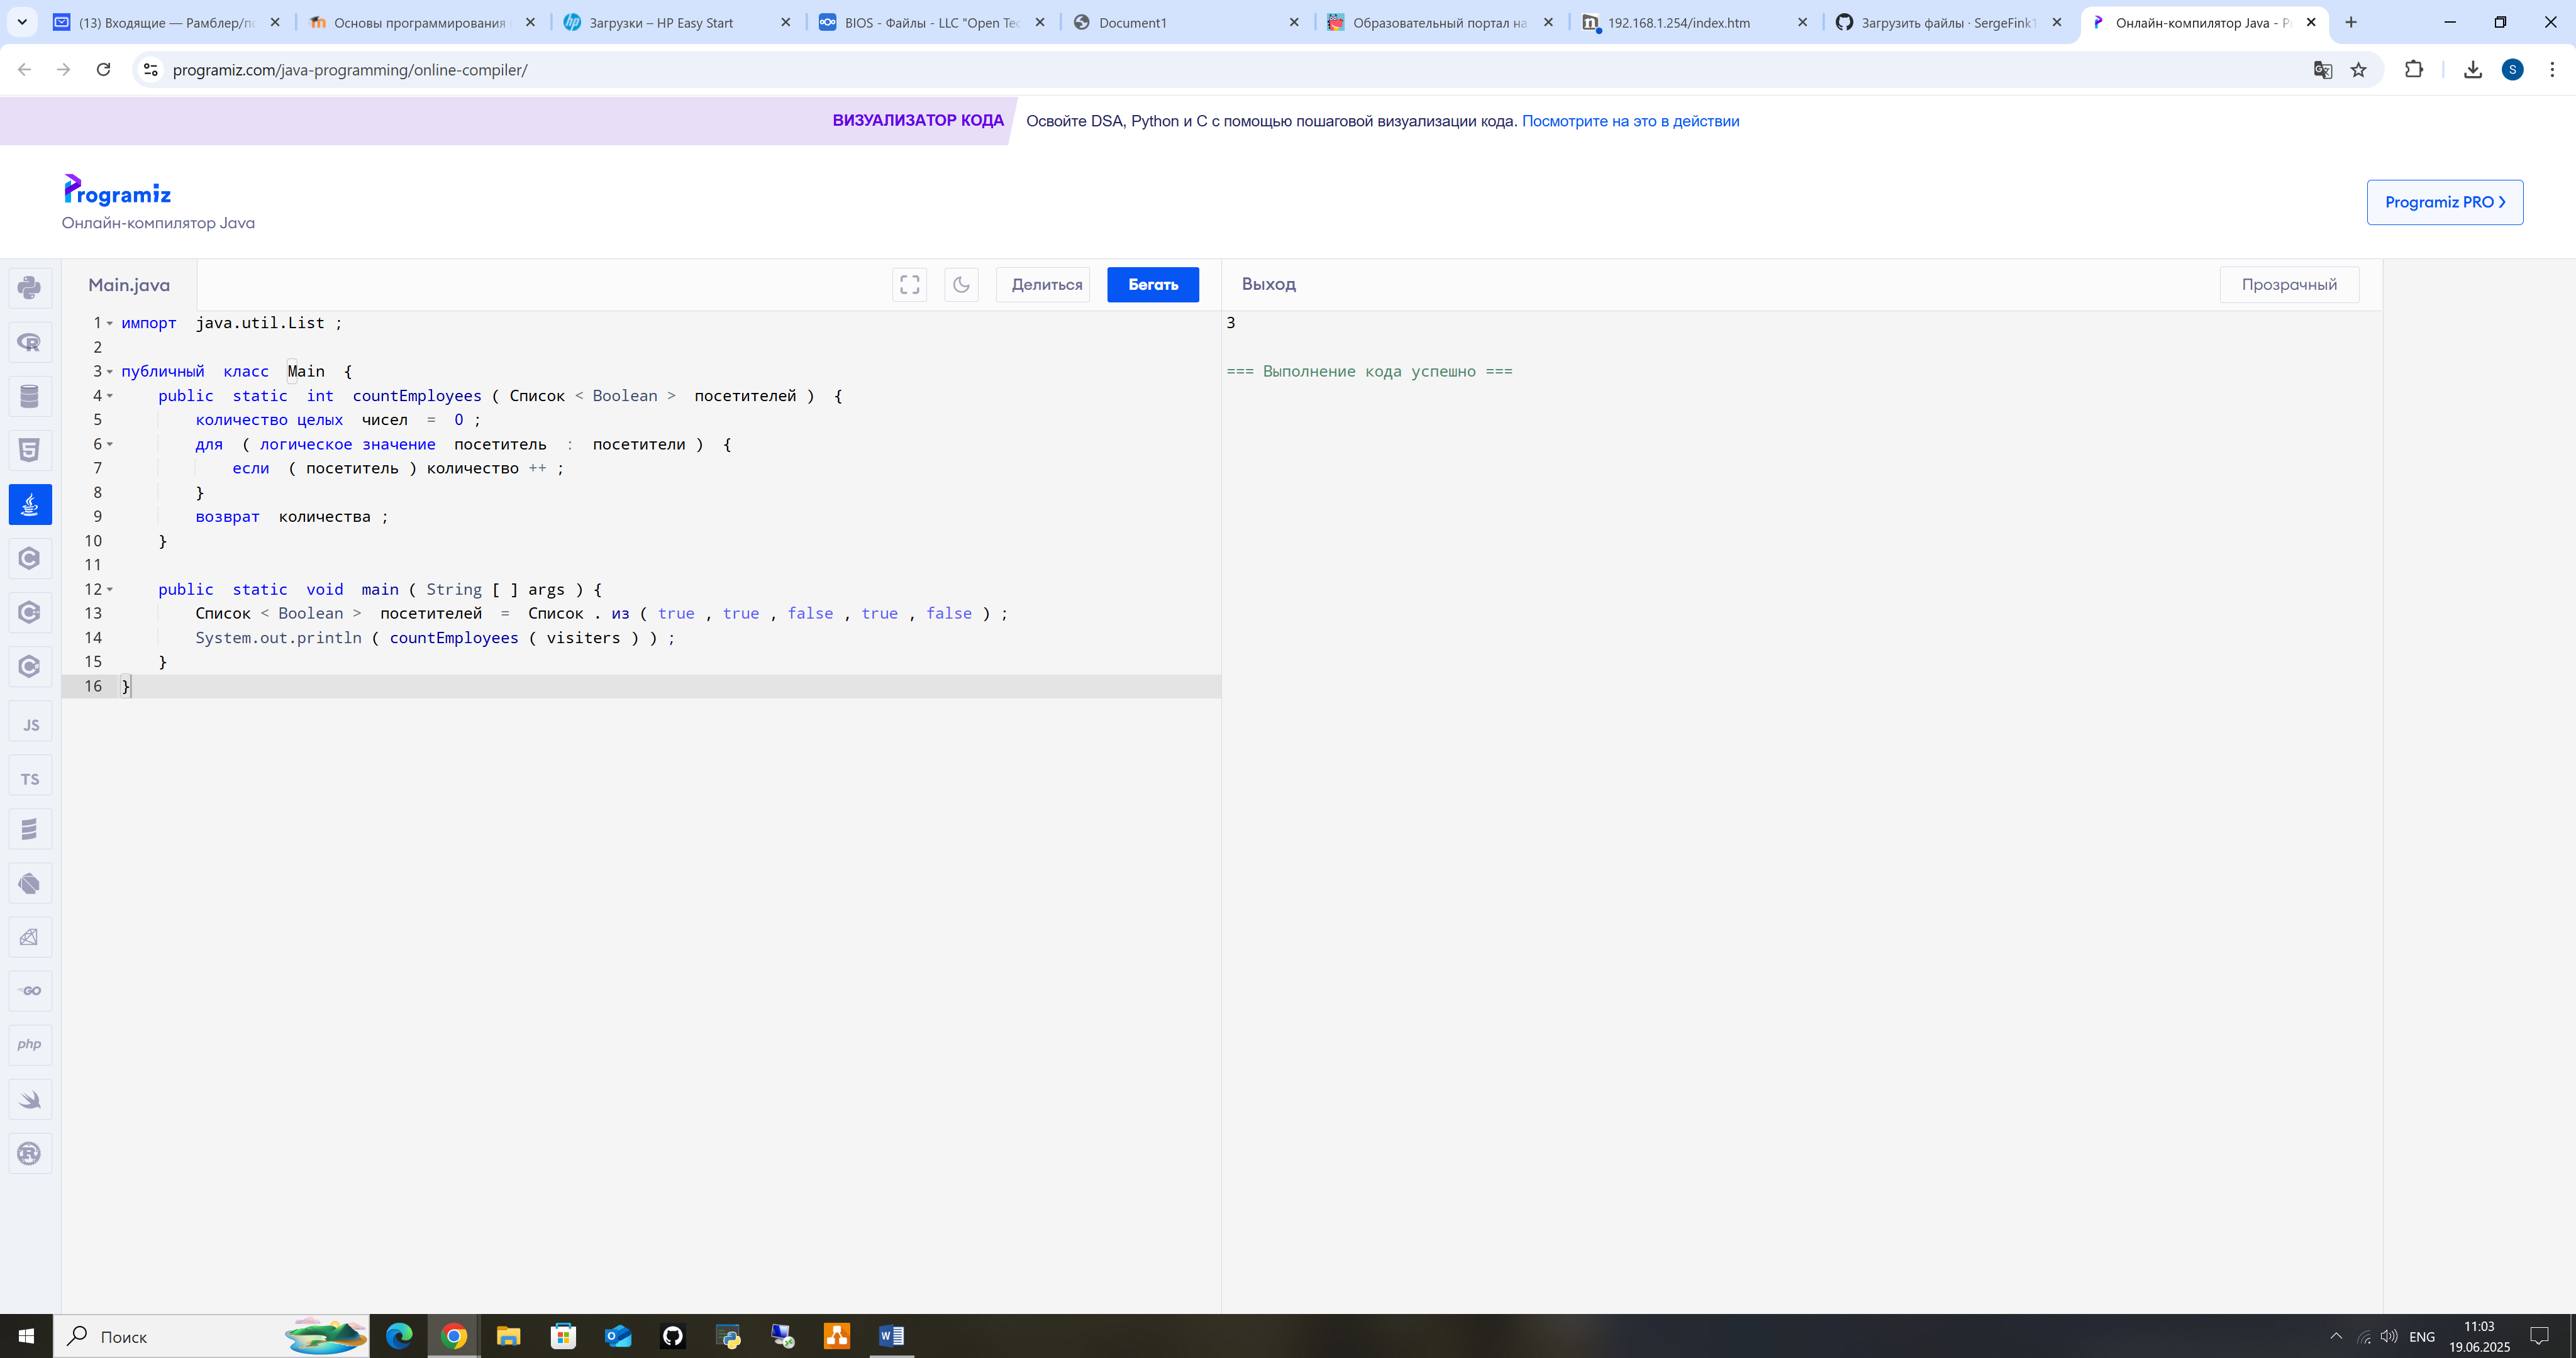 (13) Входящие — Рамблер/по
Основы программирования
Загрузки – HP Easy Start
BIOS - Файлы - LLC "Open Tec
Document1
Образовательный портал на
192.168.1.254/index.htm
Загрузить файлы · SergeFink1
Онлайн-компилятор Java - P
programiz.com/java-programming/online-compiler/
S
ВИЗУАЛИЗАТОР КОДА
Освойте DSA, Python и C с помощью пошаговой визуализации кода. Посмотрите на это в действии
Programiz
Онлайн-компилятор Java
Programiz PRO
Main.java
Делиться
Бегать
Выход
Прозрачный
1 импорт java.util.List ;
2
3 публичный класс Main {
4 public static int countEmployees ( Список < Boolean > посетителей ) {
5 количество целых чисел = 0 ;
6 для ( логическое значение посетитель : посетители ) {
7 если ( посетитель ) количество ++ ;
8 }
9 возврат количества ;
10 }
11
12 public static void main ( String [ ] args ) {
13 Список < Boolean > посетителей = Список . из ( true , true , false , true , false ) ;
14 System.out.println ( countEmployees ( visiters ) ) ;
15 }
16 }
3
=== Выполнение кода успешно ===
JS
TS
GO
php
Поиск
ENG
11:03
19.06.2025